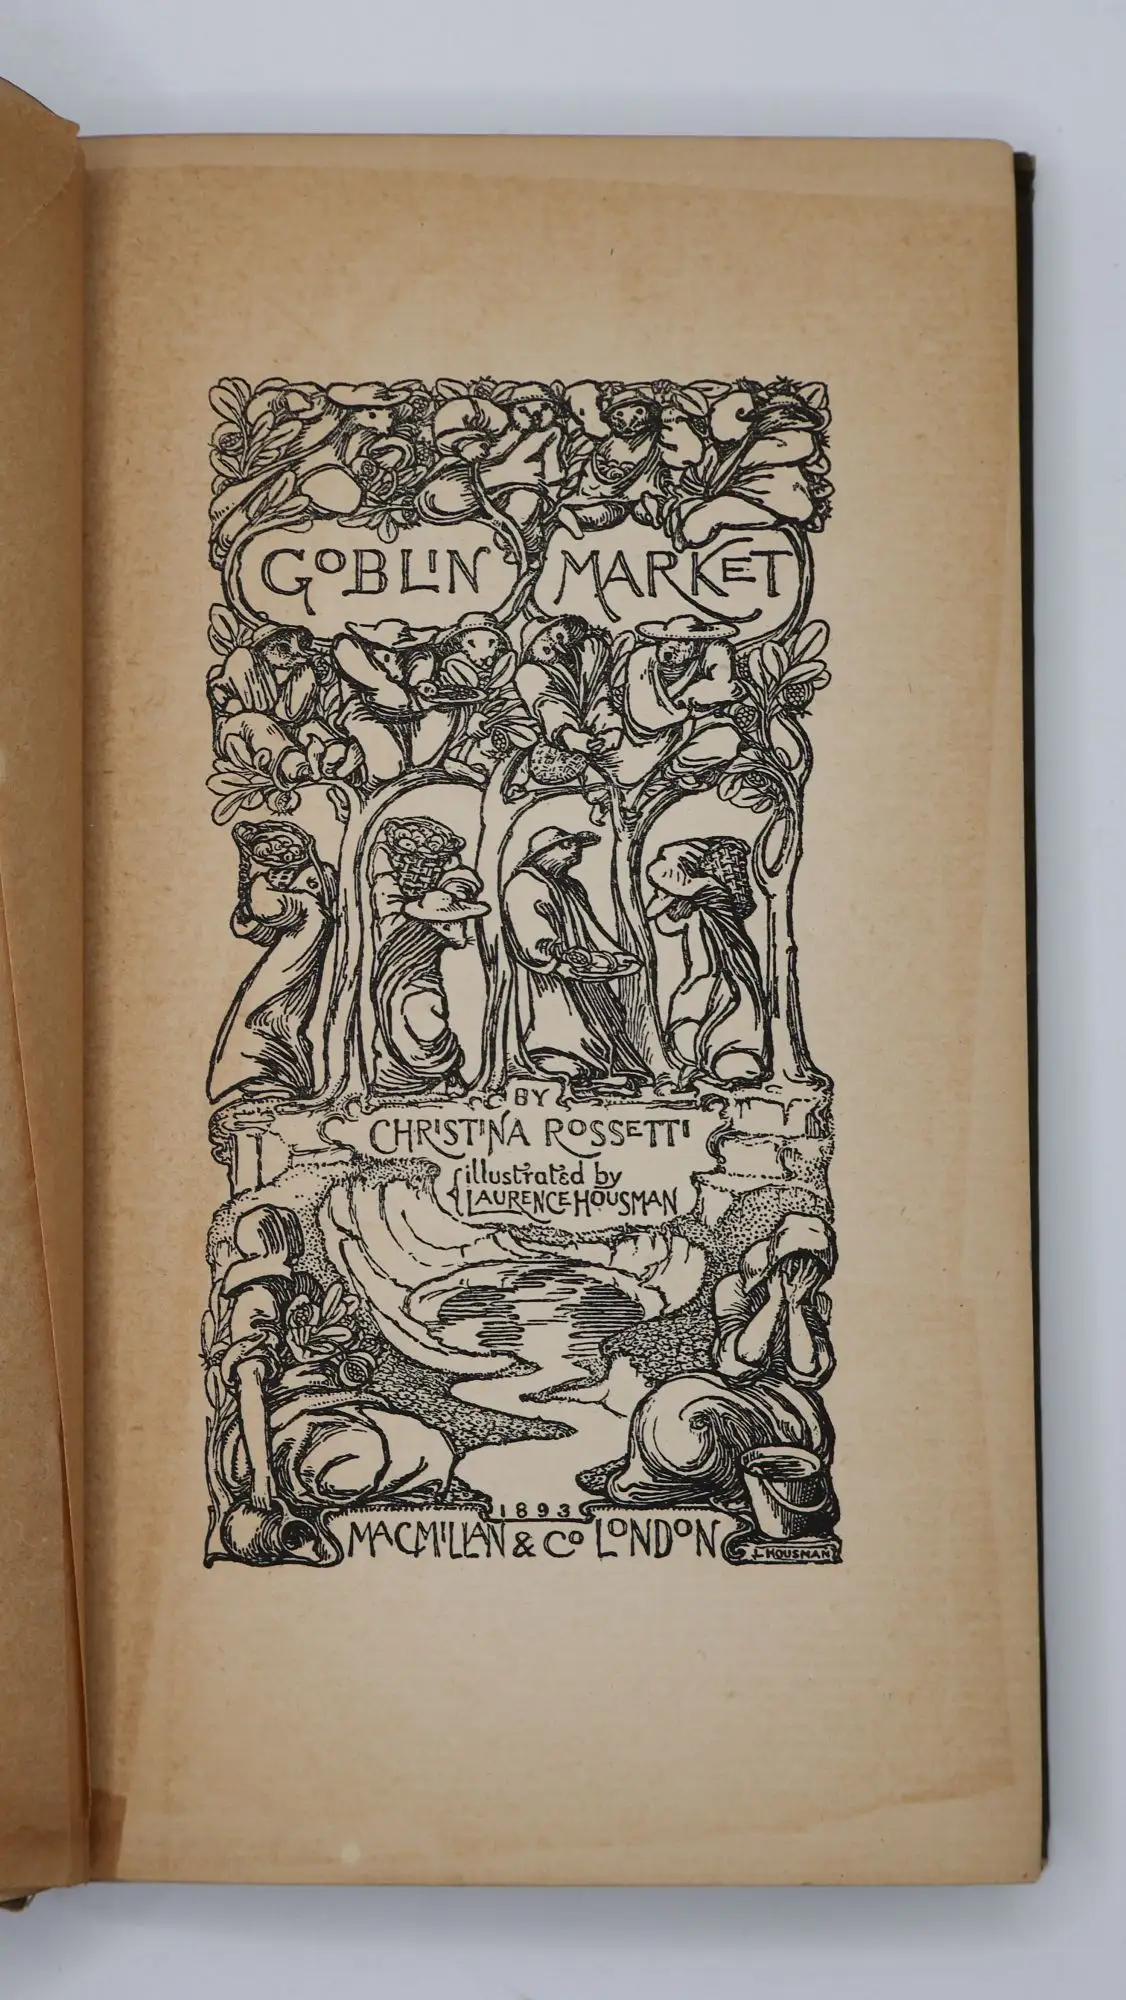 GOBLIN MARKET
BY
CHRISTINA ROSSETTI
illustrated by
LAURENCE HOUSMAN
1893
MACMILLAN & Co LONDON
L HOUSMAN